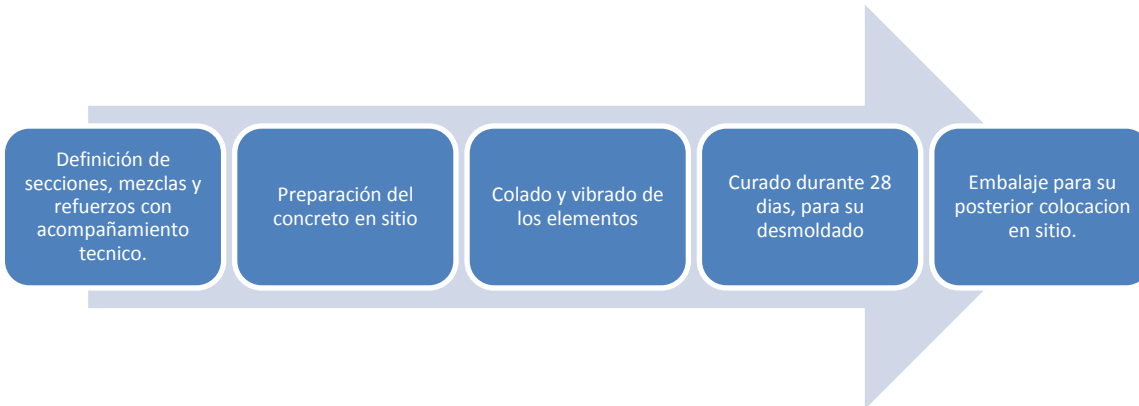 Definición de
secciones, mezclas y
refuerzos con
acompañamiento
tecnico.
Preparación del
concreto en sitio
Colado y vibrado de
los elementos
Curado durante 28
dias, para su
desmoldado
Embalaje para su
posterior colocacion
en sitio.